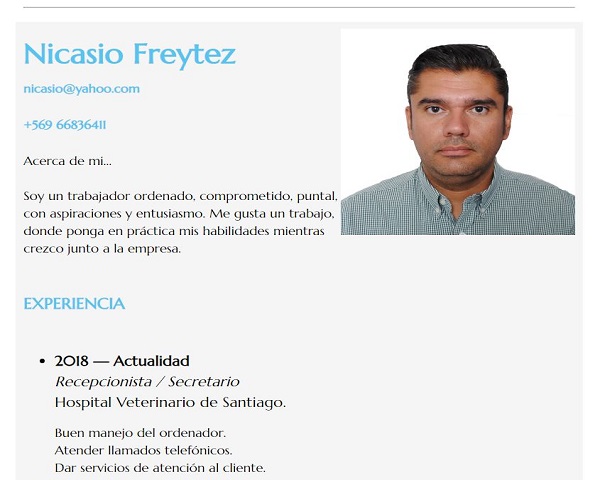 Nicasio Freytez
nicasio@yahoo.com
+569 66836411
Acerca de mi...
Soy un trabajador ordenado, comprometido, puntal,
con aspiraciones y entusiasmo. Me gusta un trabajo,
donde ponga en práctica mis habilidades mientras
crezco junto a la empresa.
EXPERIENCIA
• 2018 — Actualidad
Recepcionista / Secretario
Hospital Veterinario de Santiago.
Buen manejo del ordenador.
Atender llamados telefónicos.
Dar servicios de atención al cliente.